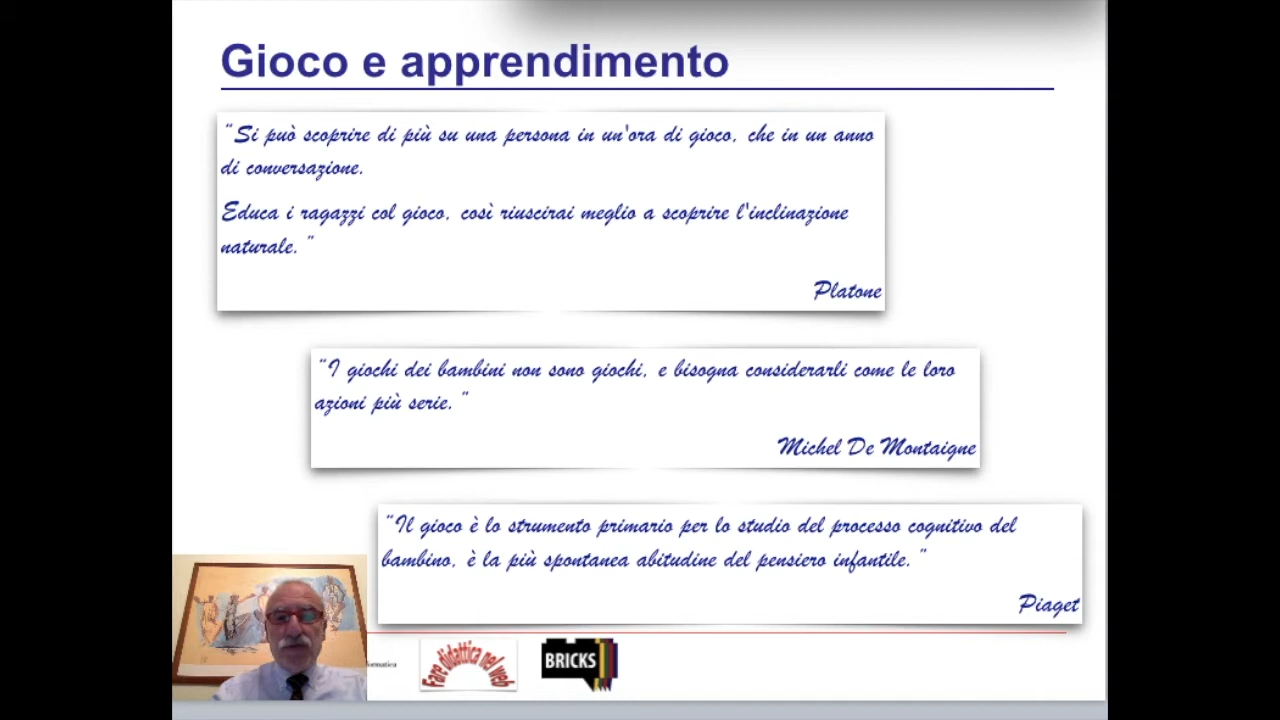 Gioco e apprendimento
"Si può scoprire di più su una persona in un'ora di gioco, che in un anno
di conversazione.
Educa i ragazzi col gioco, così riuscirai meglio a scoprire l'inclinazione
naturale."
Platone
"I giochi dei bambini non sono giochi, e bisogna considerarli come le loro
azioni più serie."
Michel De Montaigne
"Il gioco è lo strumento primario per lo studio del processo cognitivo del
bambino, è la più spontanea abitudine del pensiero infantile."
Piaget
Fare didattica nel web
BRICKS